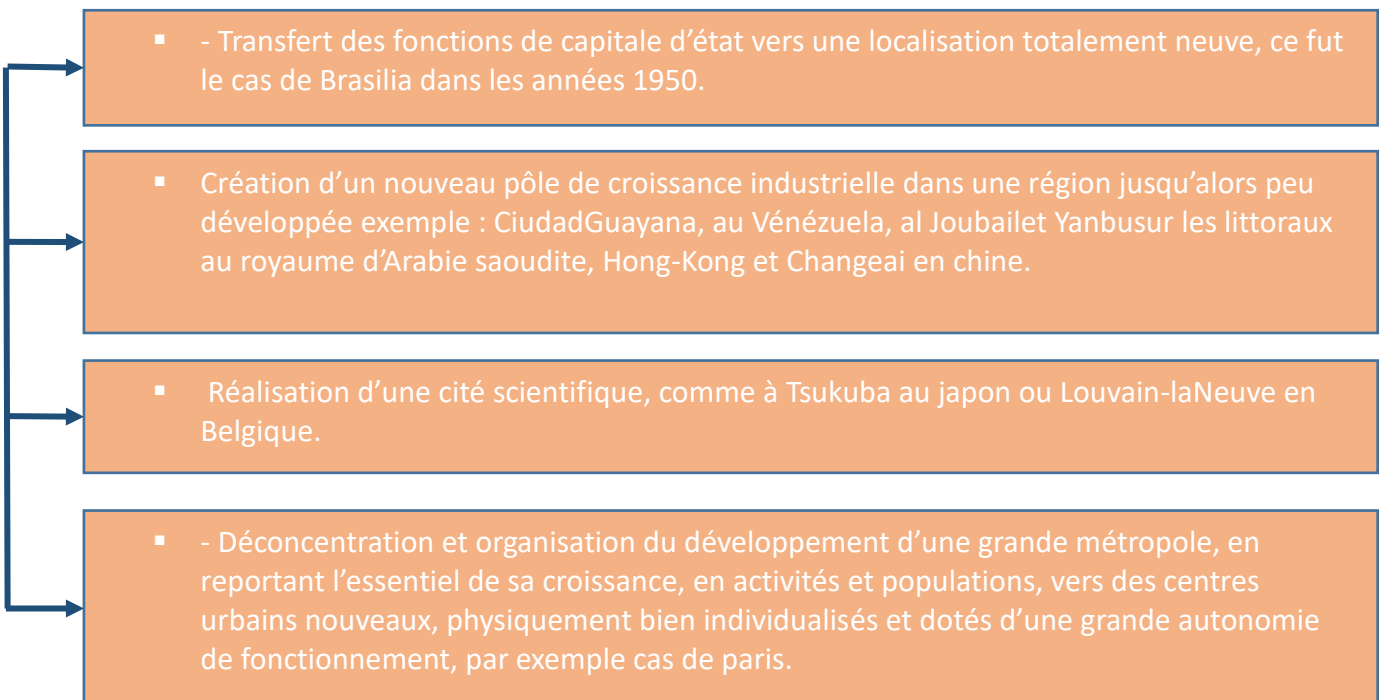 ▪ - Transfert des fonctions de capitale d’état vers une localisation totalement neuve, ce fut
le cas de Brasilia dans les années 1950.
▪ Création d’un nouveau pôle de croissance industrielle dans une région jusqu’alors peu
développée exemple : CiudadGuayana, au Vénézuela, al Joubailet Yanbusur les littoraux
au royaume d’Arabie saoudite, Hong-Kong et Changeai en chine.
▪ Réalisation d’une cité scientifique, comme à Tsukuba au japon ou Louvain-laNeuve en
Belgique.
▪ - Déconcentration et organisation du développement d’une grande métropole, en
reportant l’essentiel de sa croissance, en activités et populations, vers des centres
urbains nouveaux, physiquement bien individualisés et dotés d’une grande autonomie
de fonctionnement, par exemple cas de paris.